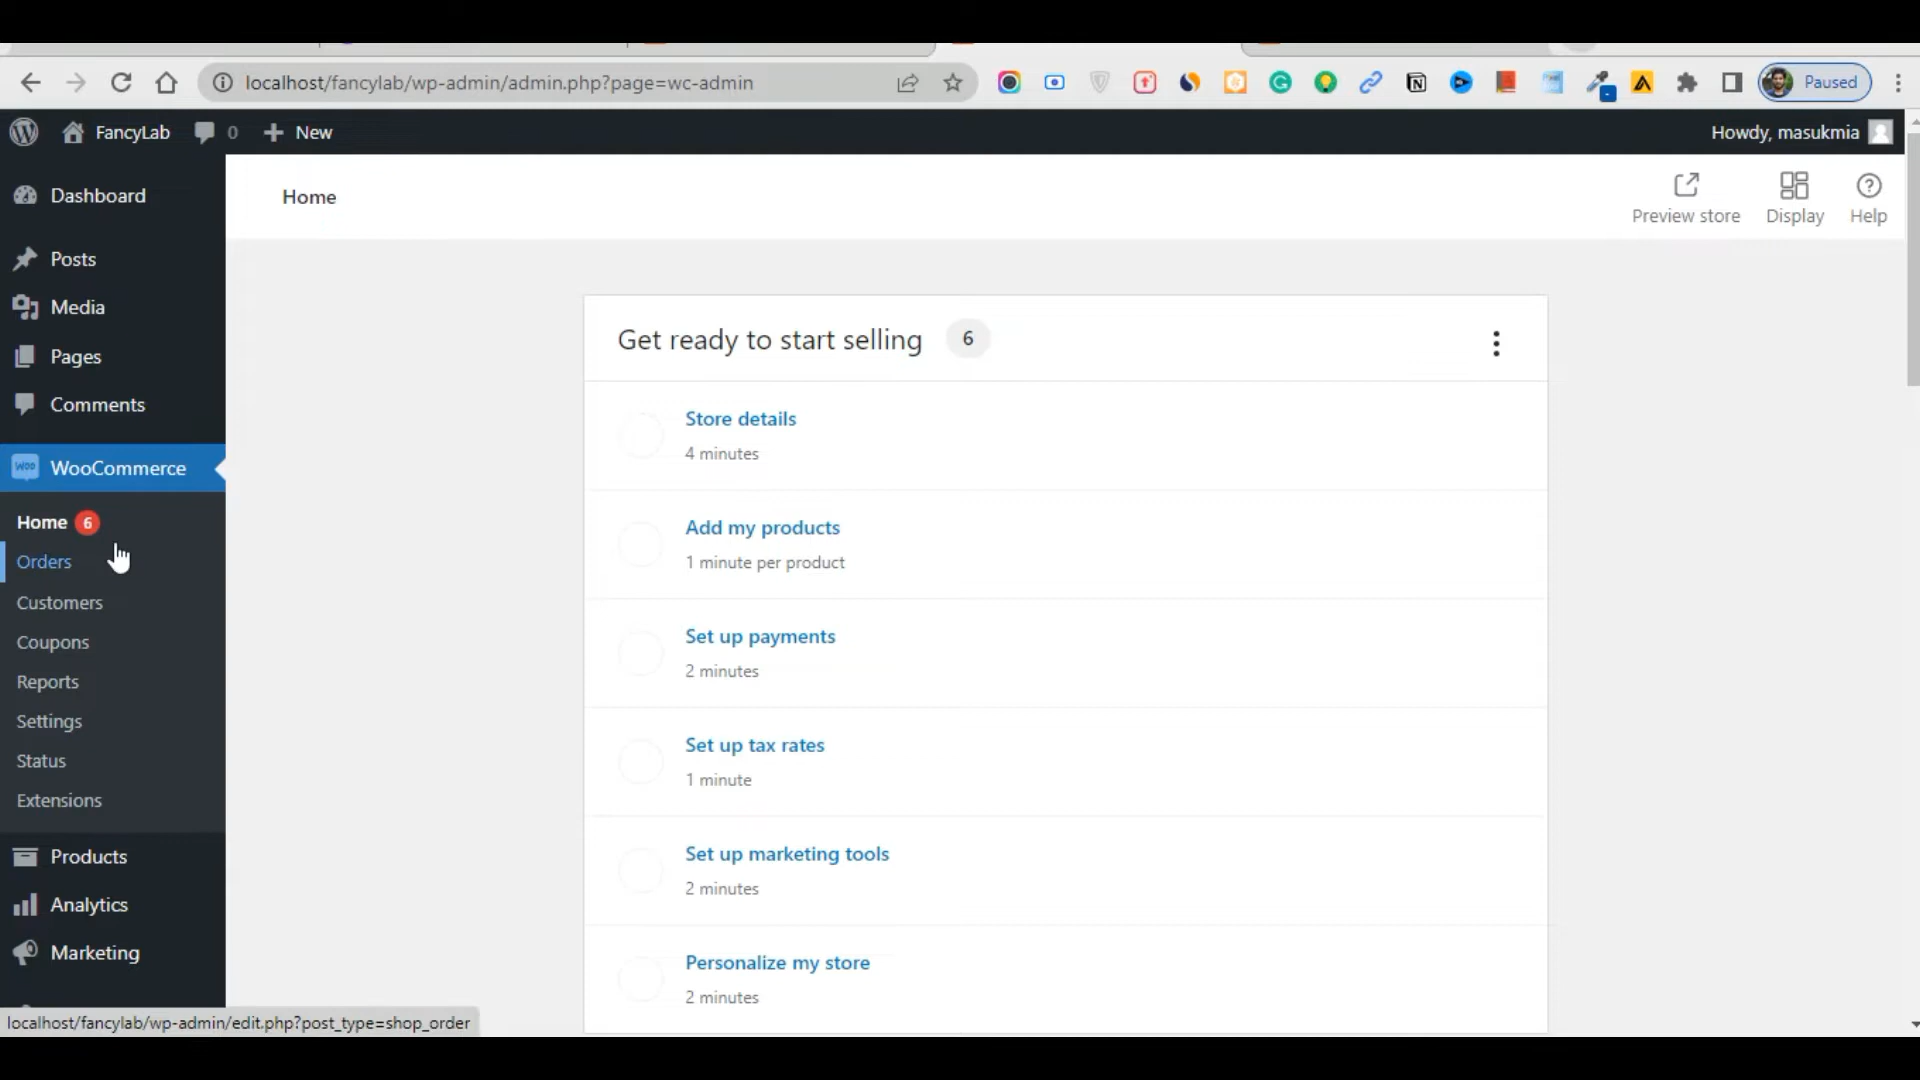 localhost/fancylab/wp-admin/admin.php?page=wc-admin
Paused
FancyLab
0
New
Howdy, masukmia
Dashboard
Posts
Media
Pages
Comments
WooCommerce
Home 6
Orders
Customers
Coupons
Reports
Settings
Status
Extensions
Products
Analytics
Marketing
Home
Preview store
Display
Help
Get ready to start selling 6
Store details
4 minutes
Add my products
1 minute per product
Set up payments
2 minutes
Set up tax rates
1 minute
Set up marketing tools
2 minutes
Personalize my store
2 minutes
localhost/fancylab/wp-admin/edit.php?post_type=shop_order